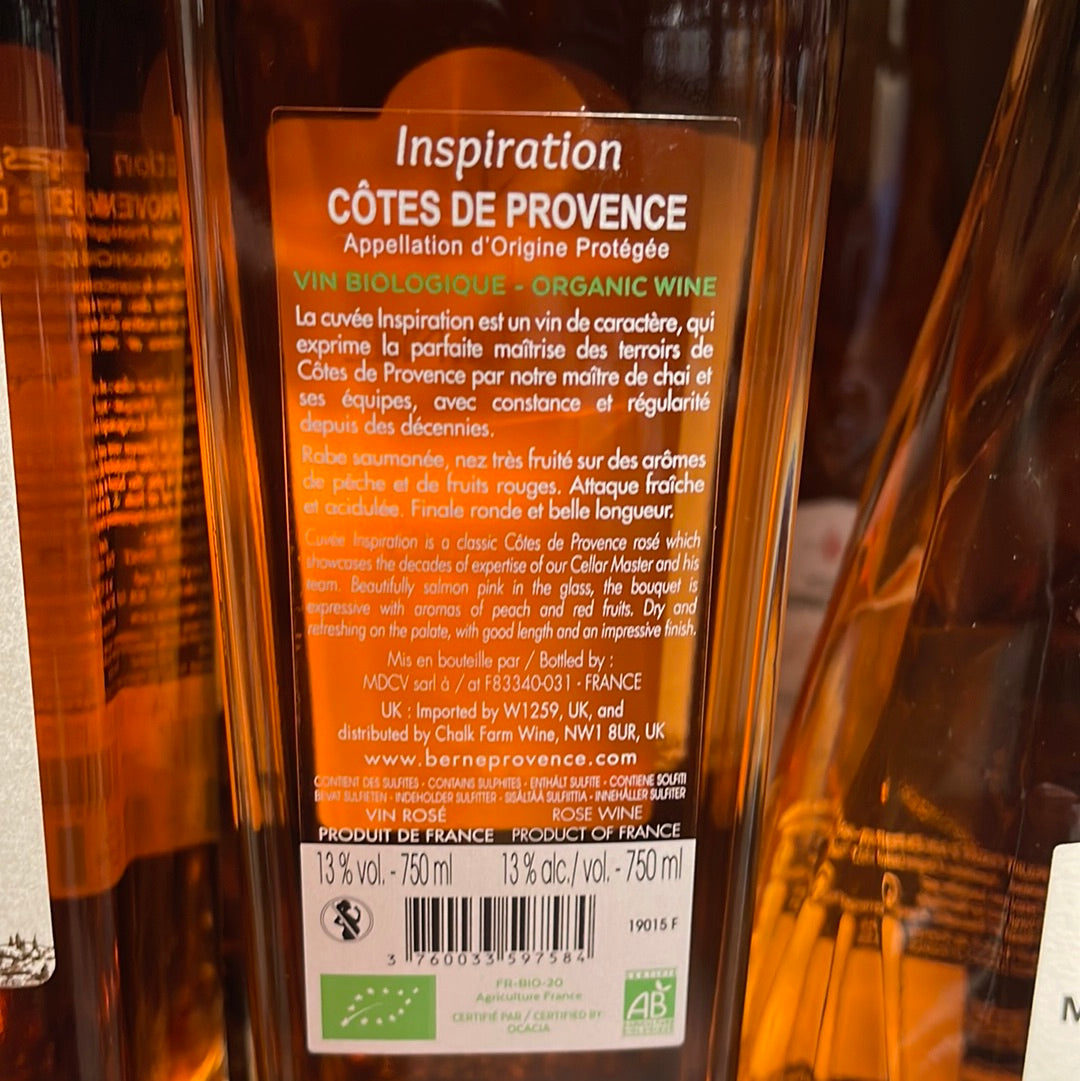 Inspiration
CÔTES DE PROVENCE
Appellation d'Origine Protégée
VIN BIOLOGIQUE - ORGANIC WINE
La cuvée Inspiration est un vin de caractère, qui
exprime la parfaite maîtrise des terroirs de
Côtes de Provence par notre maître de chai et
ses équipes, avec constance et régularité
depuis des décennies.
Robe saumonée, nez très fruité sur des arômes
de pêche et de fruits rouges. Attaque fraîche
et acidulée. Finale ronde et belle longueur.
Cuvée Inspiration is a classic Côtes de Provence rosé which
showcases the decades of expertise of our Cellar Master and his
team. Beautifully salmon pink in the glass, the bouquet is
expressive with aromas of peach and red fruits. Dry and
refreshing on the palate, with good length and an impressive finish.
Mis en bouteille par / Bottled by :
MDCV sarl à / at F83340-031 - FRANCE
UK : Imported by W1259, UK, and
distributed by Chalk Farm Wine, NW1 8UR, UK
www.berneprovence.com
CONTIENT DES SULFITES - CONTAINS SULPHITES - ENTHÄLT SULFITE - CONTIENE SOLFITI
BEVAT SULFIETEN - INDEHOLDER SULFITTER - SISÄLTÄÄ SULFIITTIA - INNEHÅLLER SULFITER
VIN ROSÉ ROSE WINE
PRODUIT DE FRANCE PRODUCT OF FRANCE
13 % vol. - 750 ml 13 % alc./ vol. - 750 ml
19015 F
3 760033 597584
FR-BIO-20
Agriculture France
CERTIFIÉ PAR / CERTIFIED BY
OCACIA
AB
M